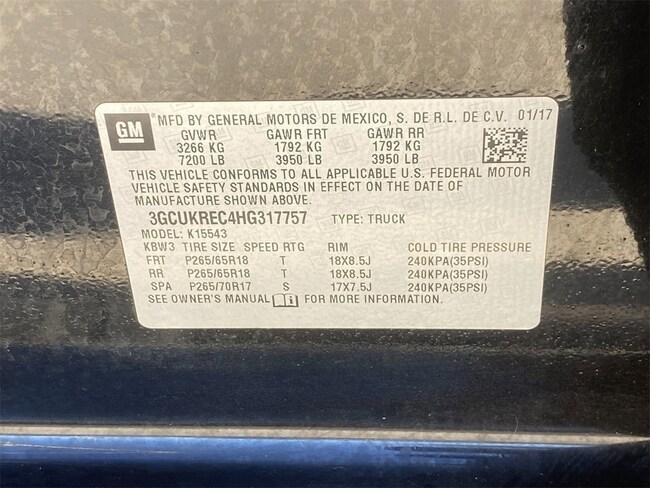 GM ® MFD BY GENERAL MOTORS DE MEXICO, S. DE R.L. DE C.V. 01/17
GVWR GAWR FRT GAWR RR
3266 KG 1792 KG 1792 KG
7200 LB 3950 LB 3950 LB
THIS VEHICLE CONFORMS TO ALL APPLICABLE U.S. FEDERAL MOTOR
VEHICLE SAFETY STANDARDS IN EFFECT ON THE DATE OF
MANUFACTURE SHOWN ABOVE.
3GCUKREC4HG317757 TYPE: TRUCK
MODEL: K15543
KBW3 TIRE SIZE SPEED RTG RIM COLD TIRE PRESSURE
FRT P265/65R18 T 18X8.5J 240KPA(35PSI)
RR P265/65R18 T 18X8.5J 240KPA(35PSI)
SPA P265/70R17 S 17X7.5J 240KPA(35PSI)
SEE OWNER'S MANUAL FOR MORE INFORMATION.